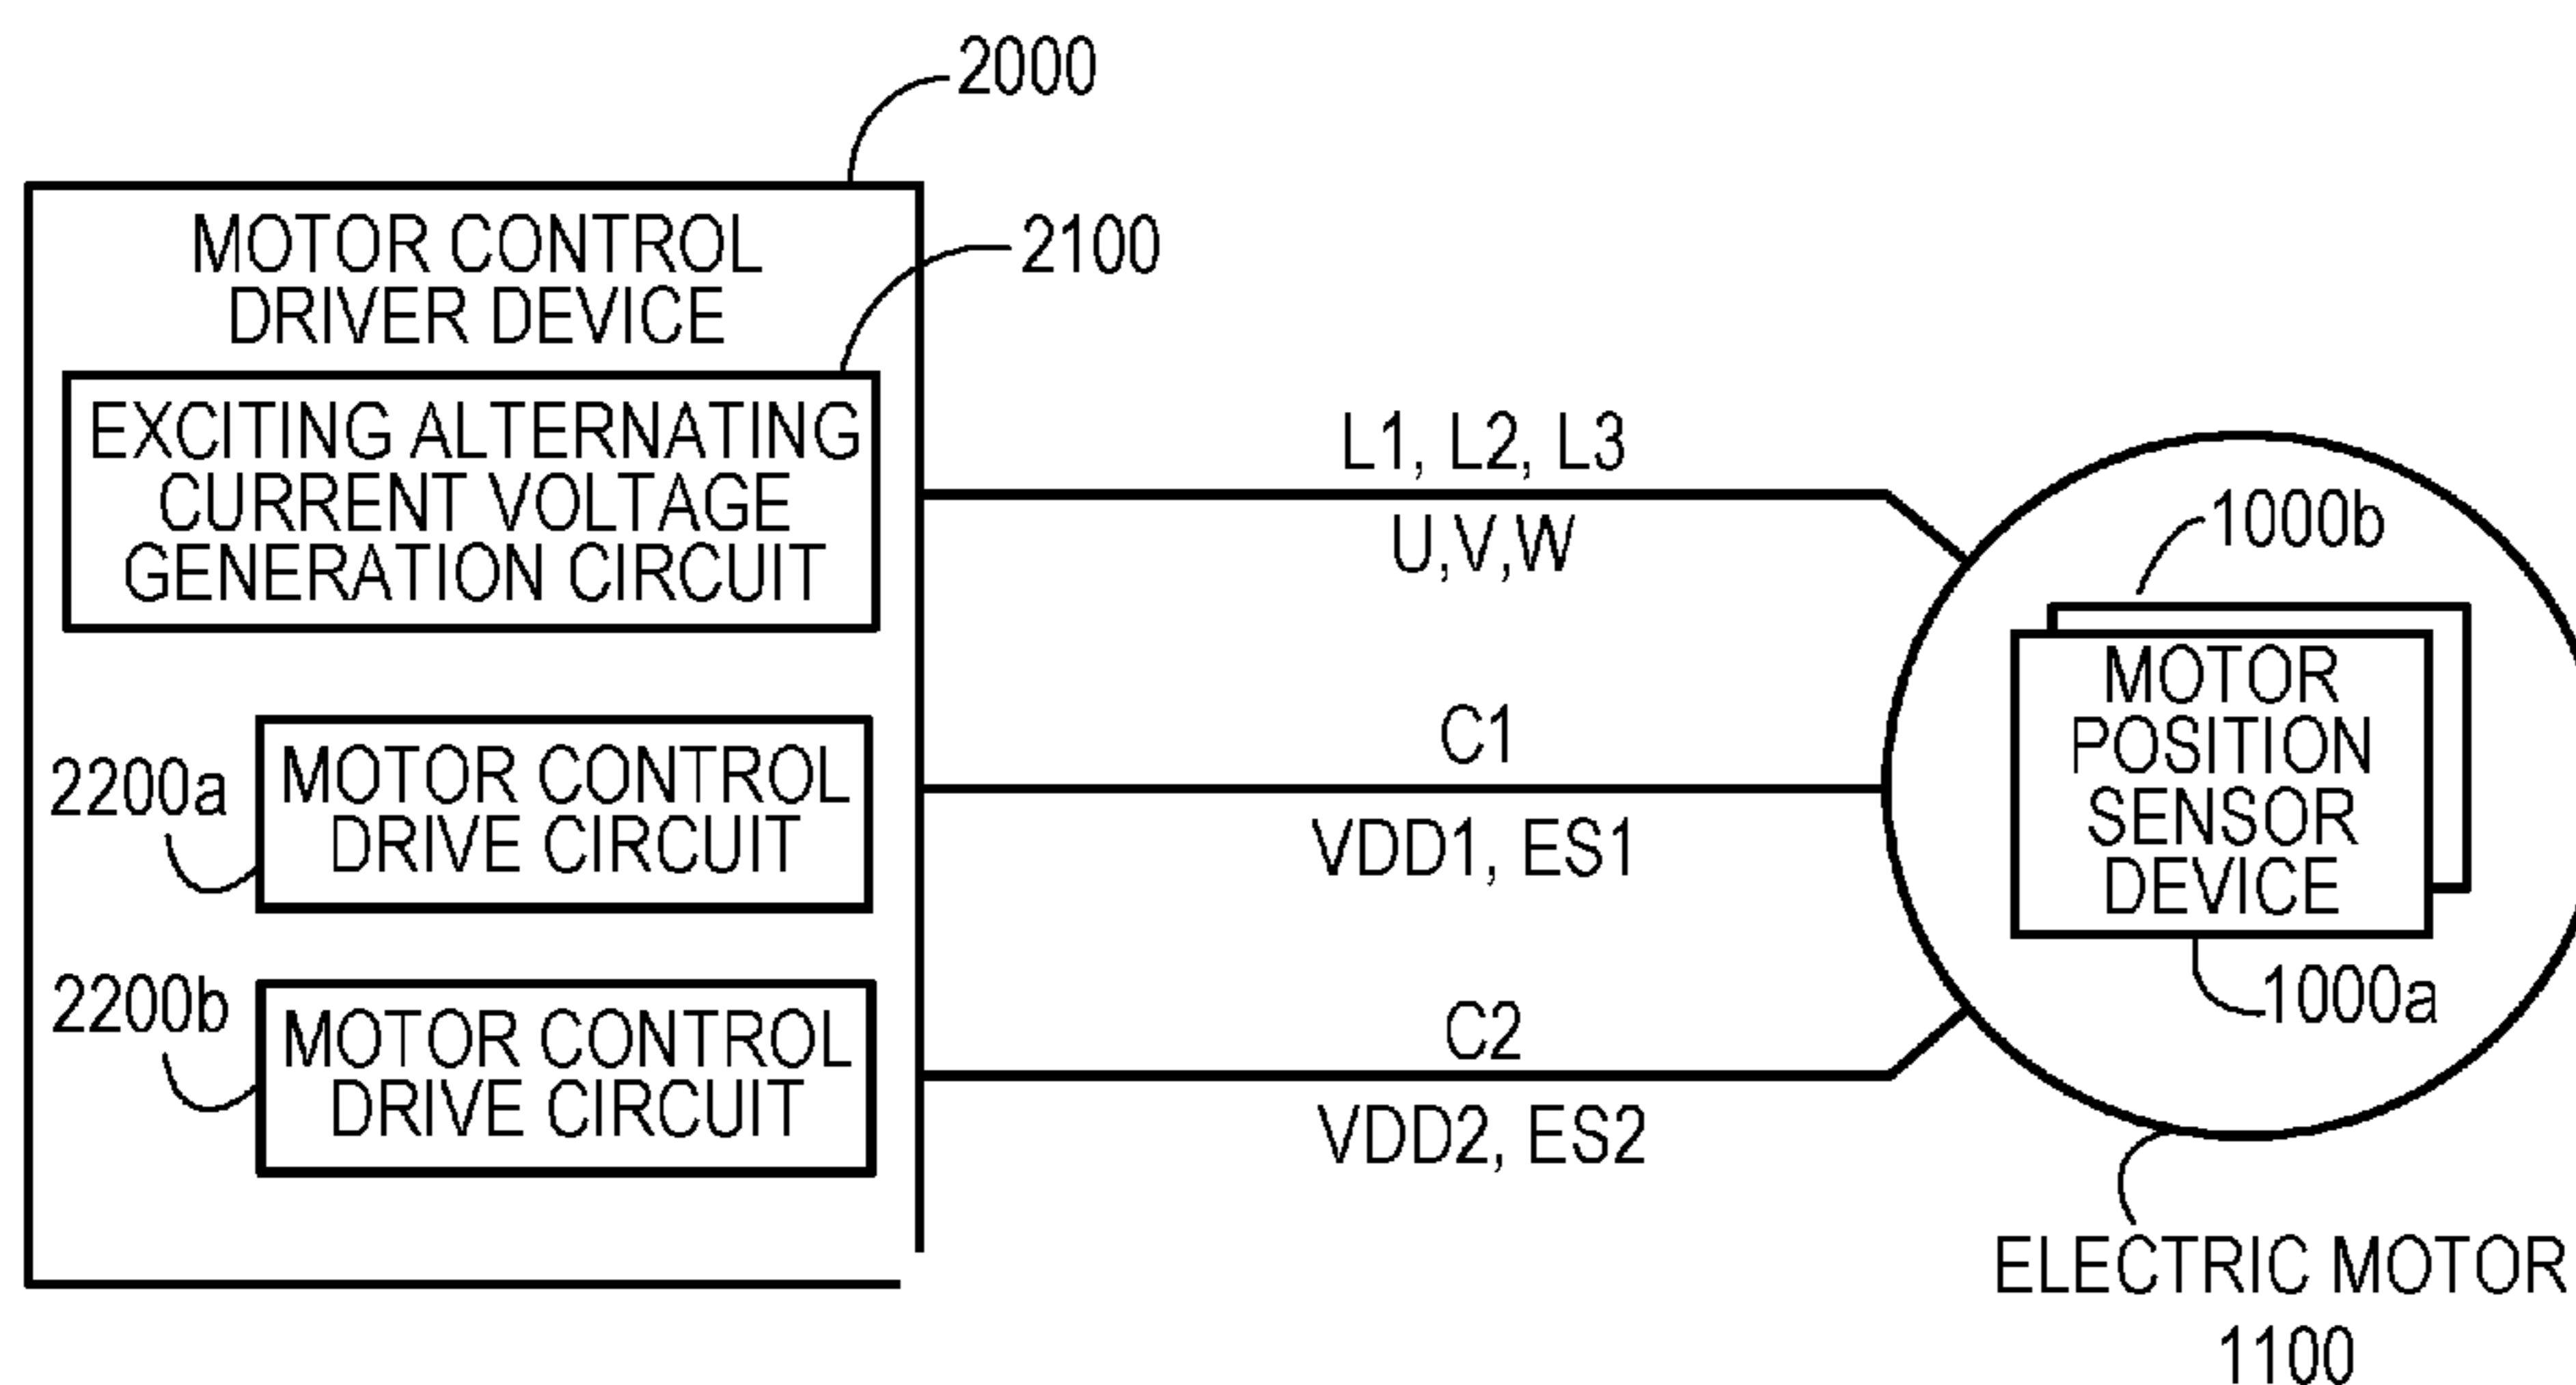 2000
MOTOR CONTROL
DRIVER DEVICE
2100
EXCITING ALTERNATING
CURRENT VOLTAGE
GENERATION CIRCUIT
L1, L2, L3
U,V,W
1000b
MOTOR
POSITION
SENSOR
DEVICE
1000a
2200a
MOTOR CONTROL
DRIVE CIRCUIT
C1
VDD1, ES1
2200b
MOTOR CONTROL
DRIVE CIRCUIT
C2
VDD2, ES2
ELECTRIC MOTOR
1100